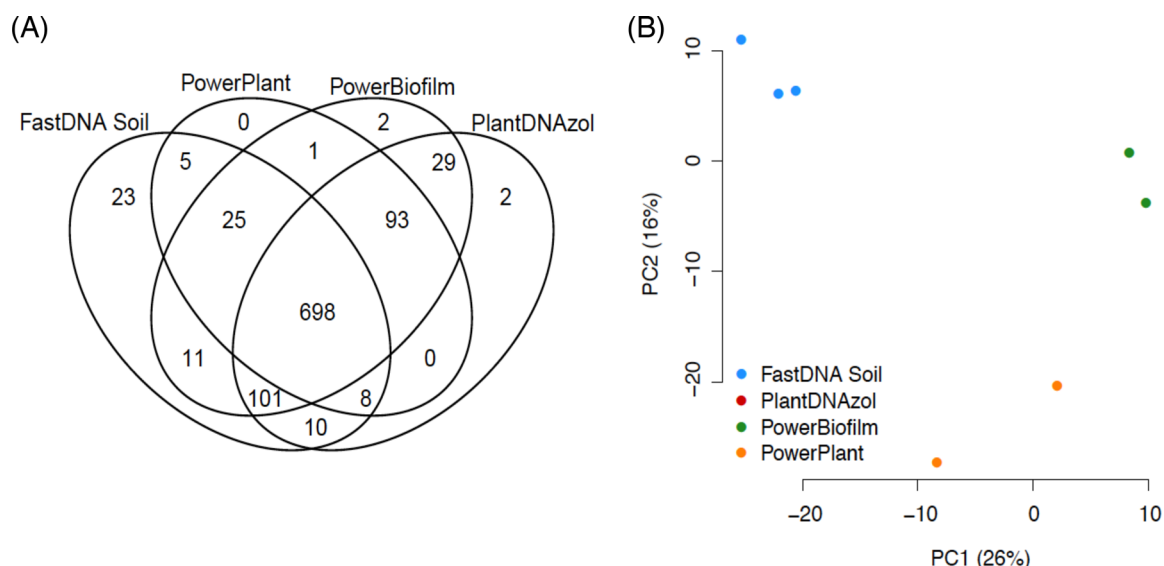 (A)
PowerPlant
PowerBiofilm
FastDNA Soil
PlantDNAzol
0
2
5
1
29
23
25
93
2
698
11
0
101
8
10
(B)
PC2 (16%)
10
0
−10
−20
FastDNA Soil
PlantDNAzol
PowerBiofilm
PowerPlant
−20
−10
0
10
PC1 (26%)